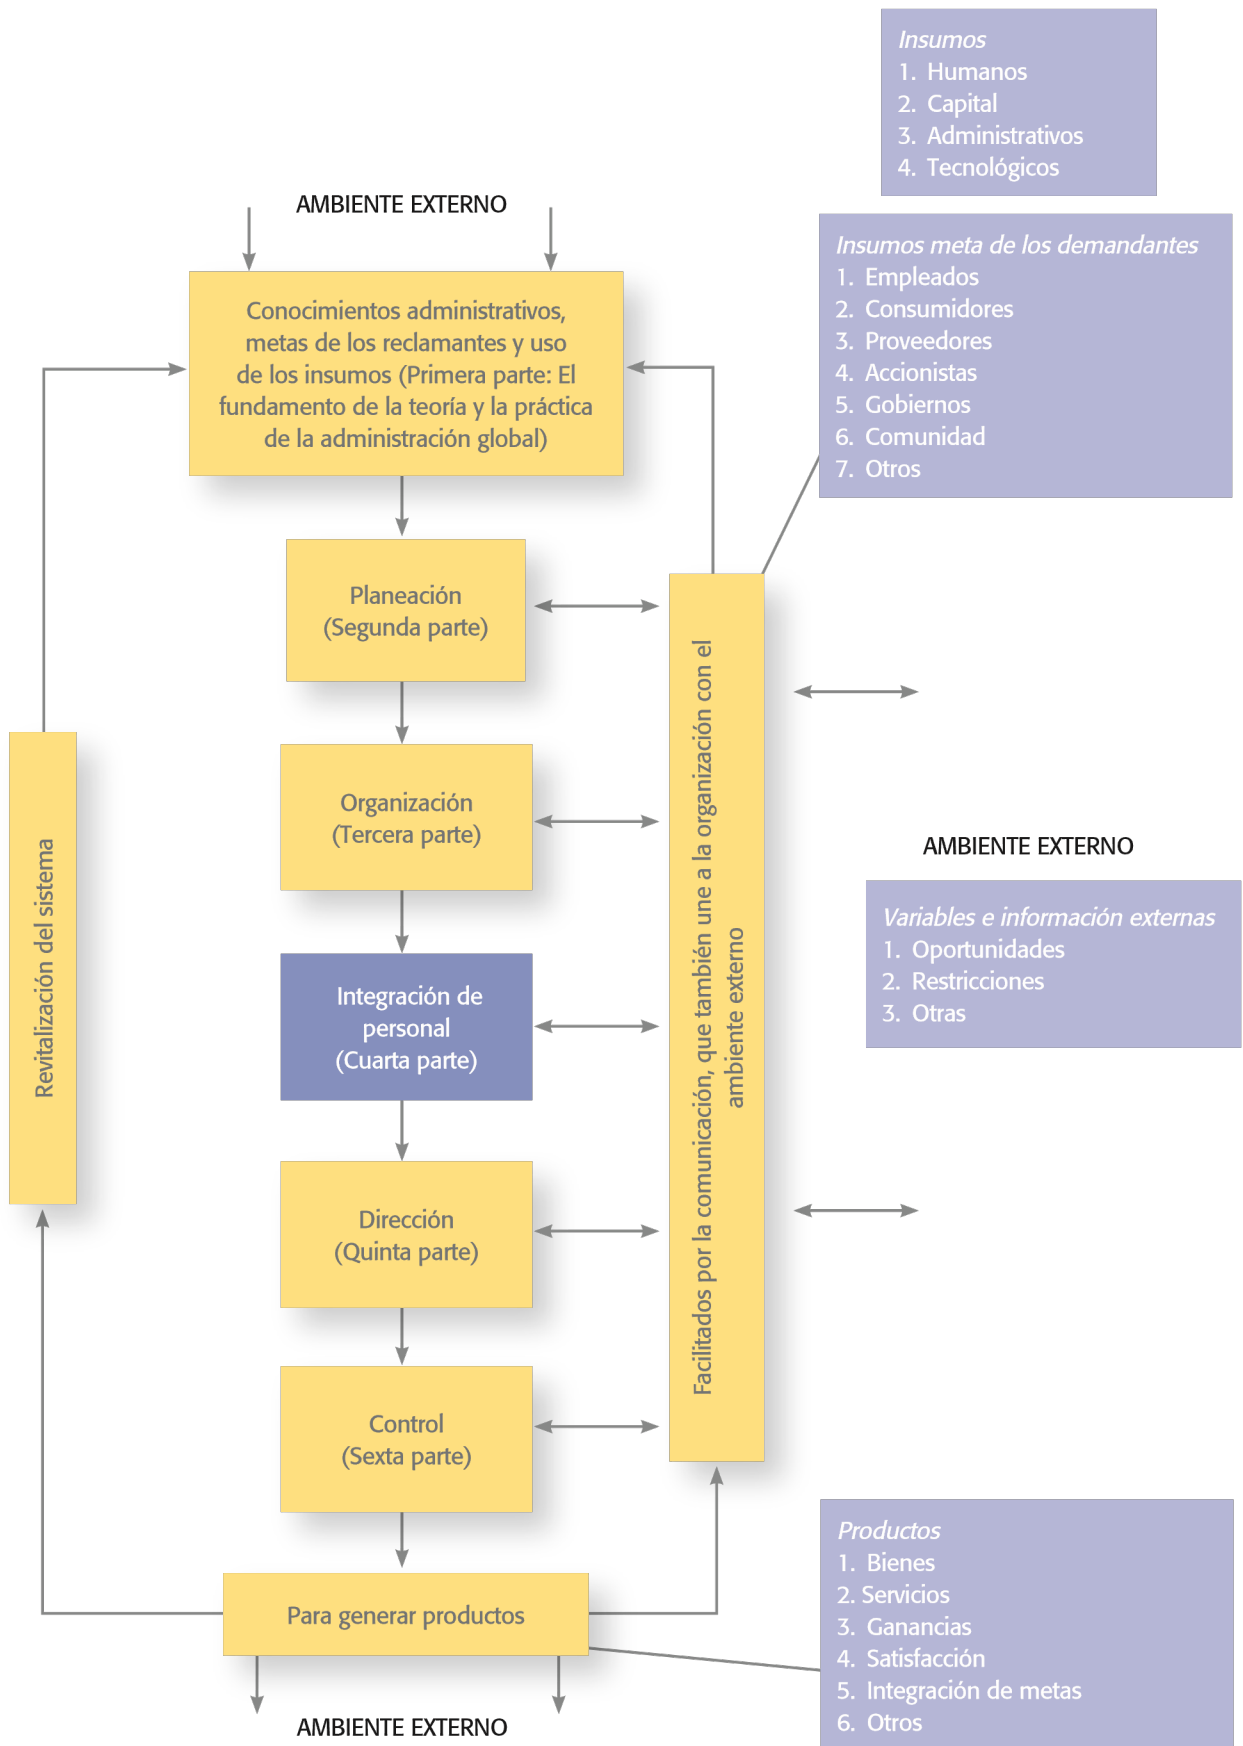 Insumos
1. Humanos
2. Capital
3. Administrativos
4. Tecnológicos
AMBIENTE EXTERNO
Insumos meta de los demandantes
1. Empleados
2. Consumidores
3. Proveedores
4. Accionistas
5. Gobiernos
6. Comunidad
7. Otros
Conocimientos administrativos,
metas de los reclamantes y uso
de los insumos (Primera parte: El
fundamento de la teoría y la práctica
de la administración global)
Planeación
(Segunda parte)
Organización
(Tercera parte)
Integración de
personal
(Cuarta parte)
Dirección
(Quinta parte)
Control
(Sexta parte)
Para generar productos
AMBIENTE EXTERNO
Revitalización del sistema
Facilitados por la comunicación, que también une a la organización con el
ambiente externo
AMBIENTE EXTERNO
Variables e información externas
1. Oportunidades
2. Restricciones
3. Otras
Productos
1. Bienes
2. Servicios
3. Ganancias
4. Satisfacción
5. Integración de metas
6. Otros